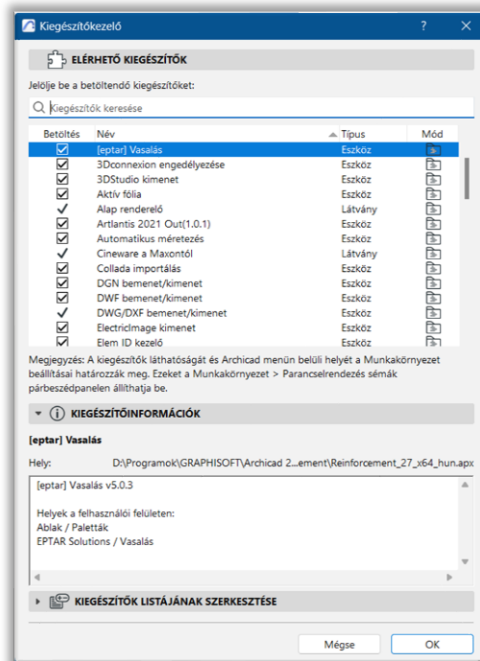 Kiegészítőkezelő
ELÉRHETŐ KIEGÉSZÍTŐK
Jelölje be a betöltendő kiegészítőket:
Kiegészítők keresése
Betöltés Név Típus Mód
[eptar] Vasalás Eszköz
3Dconnexion engedélyezése Eszköz
3DStudio kimenet Eszköz
Aktív fólia Eszköz
Alap renderelő Látvány
Artlantis 2021 Out(1.0.1) Eszköz
Automatikus méretezés Eszköz
Cineware a Maxontól Látvány
Collada importálás Eszköz
DGN bemenet/kimenet Eszköz
DWF bemenet/kimenet Eszköz
DWG/DXF bemenet/kimenet Eszköz
ElectricImage kimenet Eszköz
Elem ID kezelő Eszköz
Megjegyzés: A kiegészítők láthatóságát és Archicad menün belüli helyét a Munkakörnyezet
beállításai határozzák meg. Ezeket a Munkakörnyezet > Parancselrendezés sémák
párbeszédpanelen állíthatja be.
KIEGÉSZÍTŐINFORMÁCIÓK
[eptar] Vasalás
Hely: D:\Programok\GRAPHISOFT\Archicad 2...ement\Reinforcement_27_x64_hun.apx
[eptar] Vasalás v5.0.3
Helyek a felhasználói felületen:
Ablak / Paletták
EPTAR Solutions / Vasalás
KIEGÉSZÍTŐK LISTÁJÁNAK SZERKESZTÉSE
Mégse OK